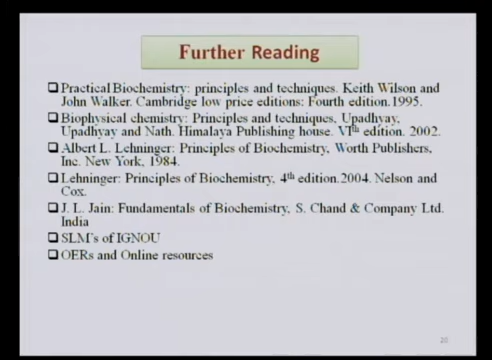 Further Reading
❑ Practical Biochemistry: principles and techniques. Keith Wilson and
John Walker. Cambridge low price editions: Fourth edition.1995.
❑ Biophysical chemistry: Principles and techniques, Upadhyay,
Upadhyay and Nath. Himalaya Publishing house. VIth edition. 2002.
❑ Albert L. Lehninger: Principles of Biochemistry, Worth Publishers,
Inc. New York, 1984.
❑ Lehninger: Principles of Biochemistry, 4th edition.2004. Nelson and
Cox.
❑ J. L. Jain: Fundamentals of Biochemistry, S. Chand & Company Ltd.
India
❑ SLM's of IGNOU
❑ OERs and Online resources
20